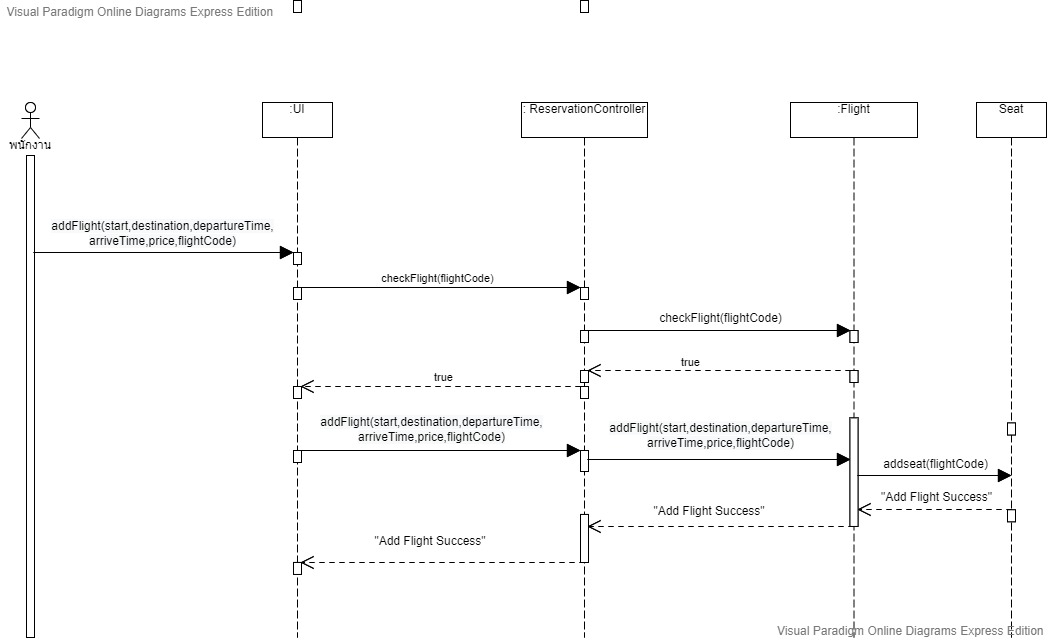 Visual Paradigm Online Diagrams Express Edition
:UI
: ReservationController
:Flight
Seat
พนักงาน
addFlight(start,destination,departureTime,
arriveTime,price,flightCode)
checkFlight(flightCode)
checkFlight(flightCode)
true
true
addFlight(start,destination,departureTime,
arriveTime,price,flightCode)
addFlight(start,destination,departureTime,
arriveTime,price,flightCode)
addseat(flightCode)
"Add Flight Success"
"Add Flight Success"
"Add Flight Success"
Visual Paradigm Online Diagrams Express Edition